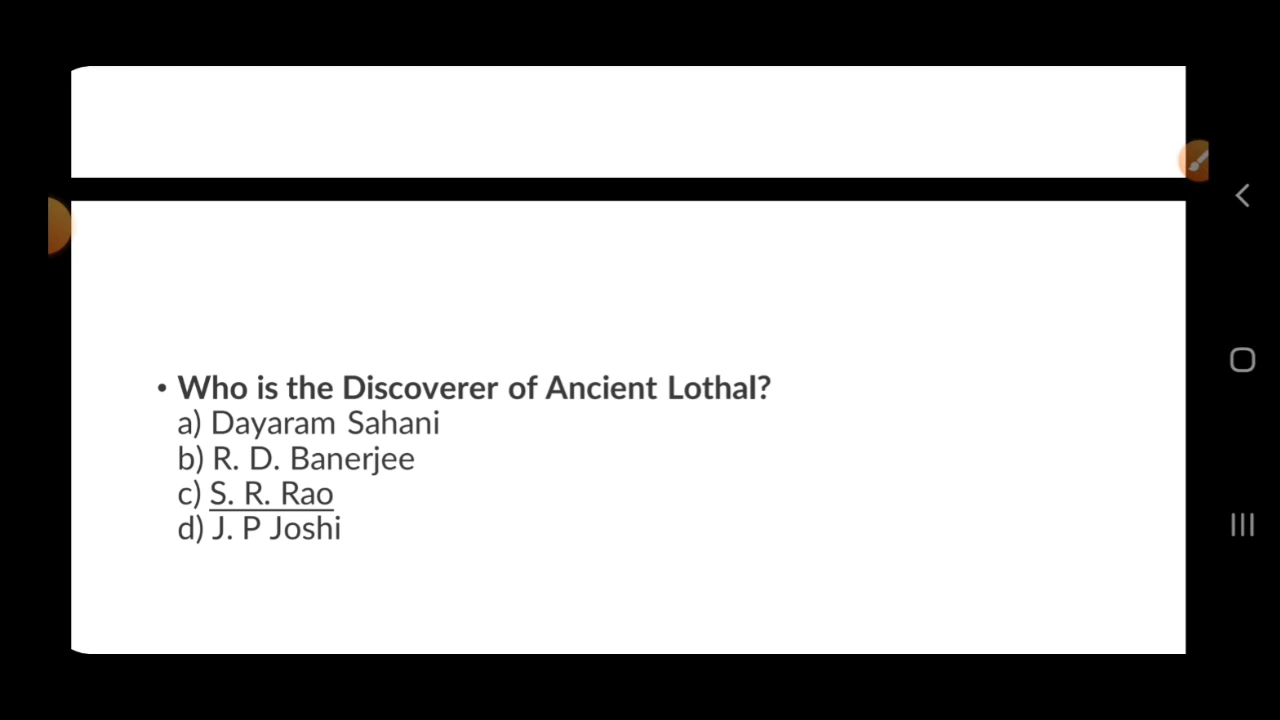 • Who is the Discoverer of Ancient Lothal?
a) Dayaram Sahani
b) R. D. Banerjee
c) S. R. Rao
d) J. P Joshi